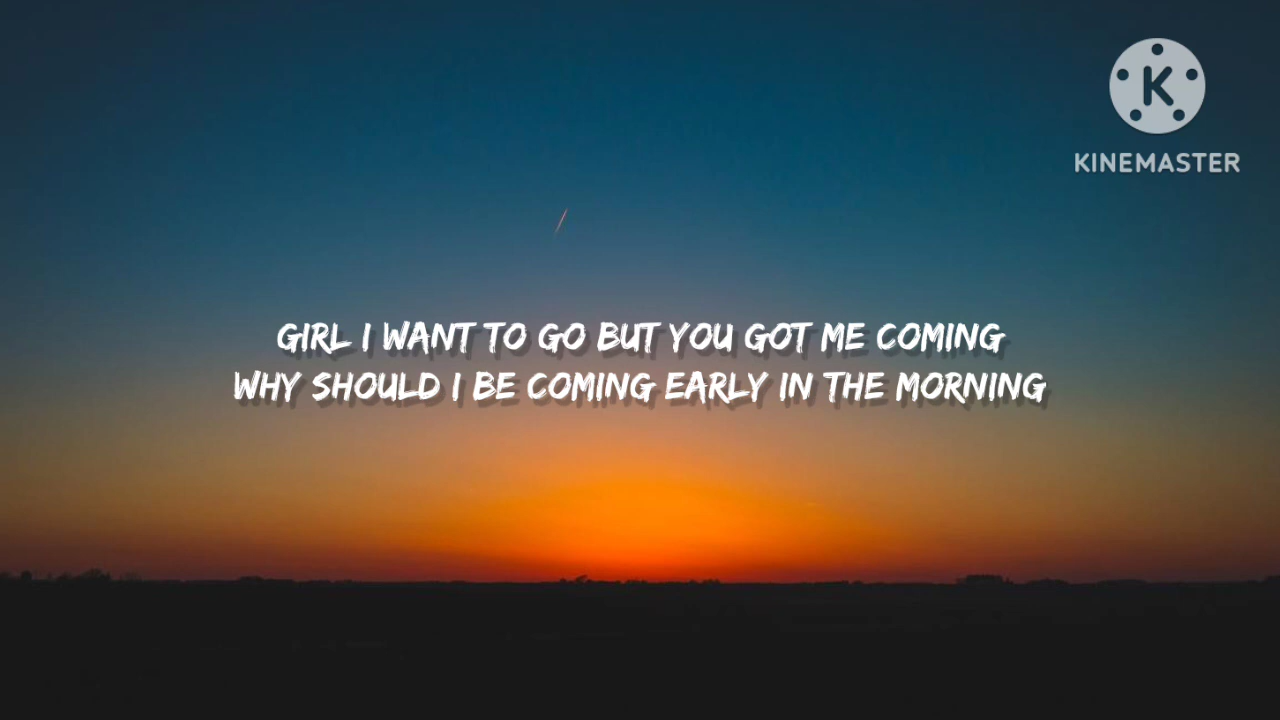 K
KINEMASTER
GIRL I WANT TO GO BUT YOU GOT ME COMING
WHY SHOULD I BE COMING EARLY IN THE MORNING